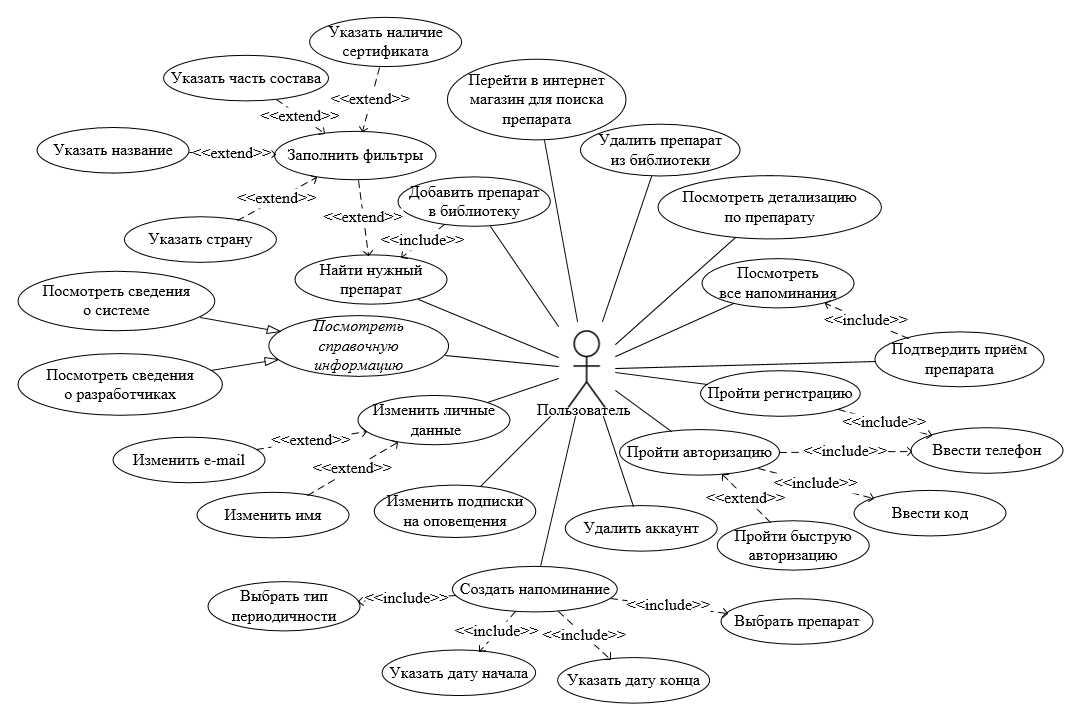 Указать наличие
сертификата
Указать часть состава
<<extend>>
<<extend>>
Перейти в интернет
магазин для поиска
препарата
Указать название
<<extend>>
Заполнить фильтры
Удалить препарат
из библиотеки
<<extend>>
Добавить препарат
в библиотеку
Посмотреть детализацию
по препарату
<<extend>>
Указать страну
<<include>>
Найти нужный
препарат
Посмотреть
все напоминания
Посмотреть сведения
о системе
<<include>>
Посмотреть
справочную
информацию
Подтвердить приём
препарата
Посмотреть сведения
о разработчиках
Пройти регистрацию
Изменить личные
данные
Пользователь
<<include>>
<<extend>>
Изменить e-mail
Пройти авторизацию
<<include>>
Ввести телефон
<<extend>>
<<include>>
<<extend>>
Изменить имя
Изменить подписки
на оповещения
Ввести код
Удалить аккаунт
Пройти быструю
авторизацию
Создать напоминание
Выбрать тип
периодичности
<<include>>
<<include>>
Выбрать препарат
<<include>>
<<include>>
Указать дату начала
Указать дату конца